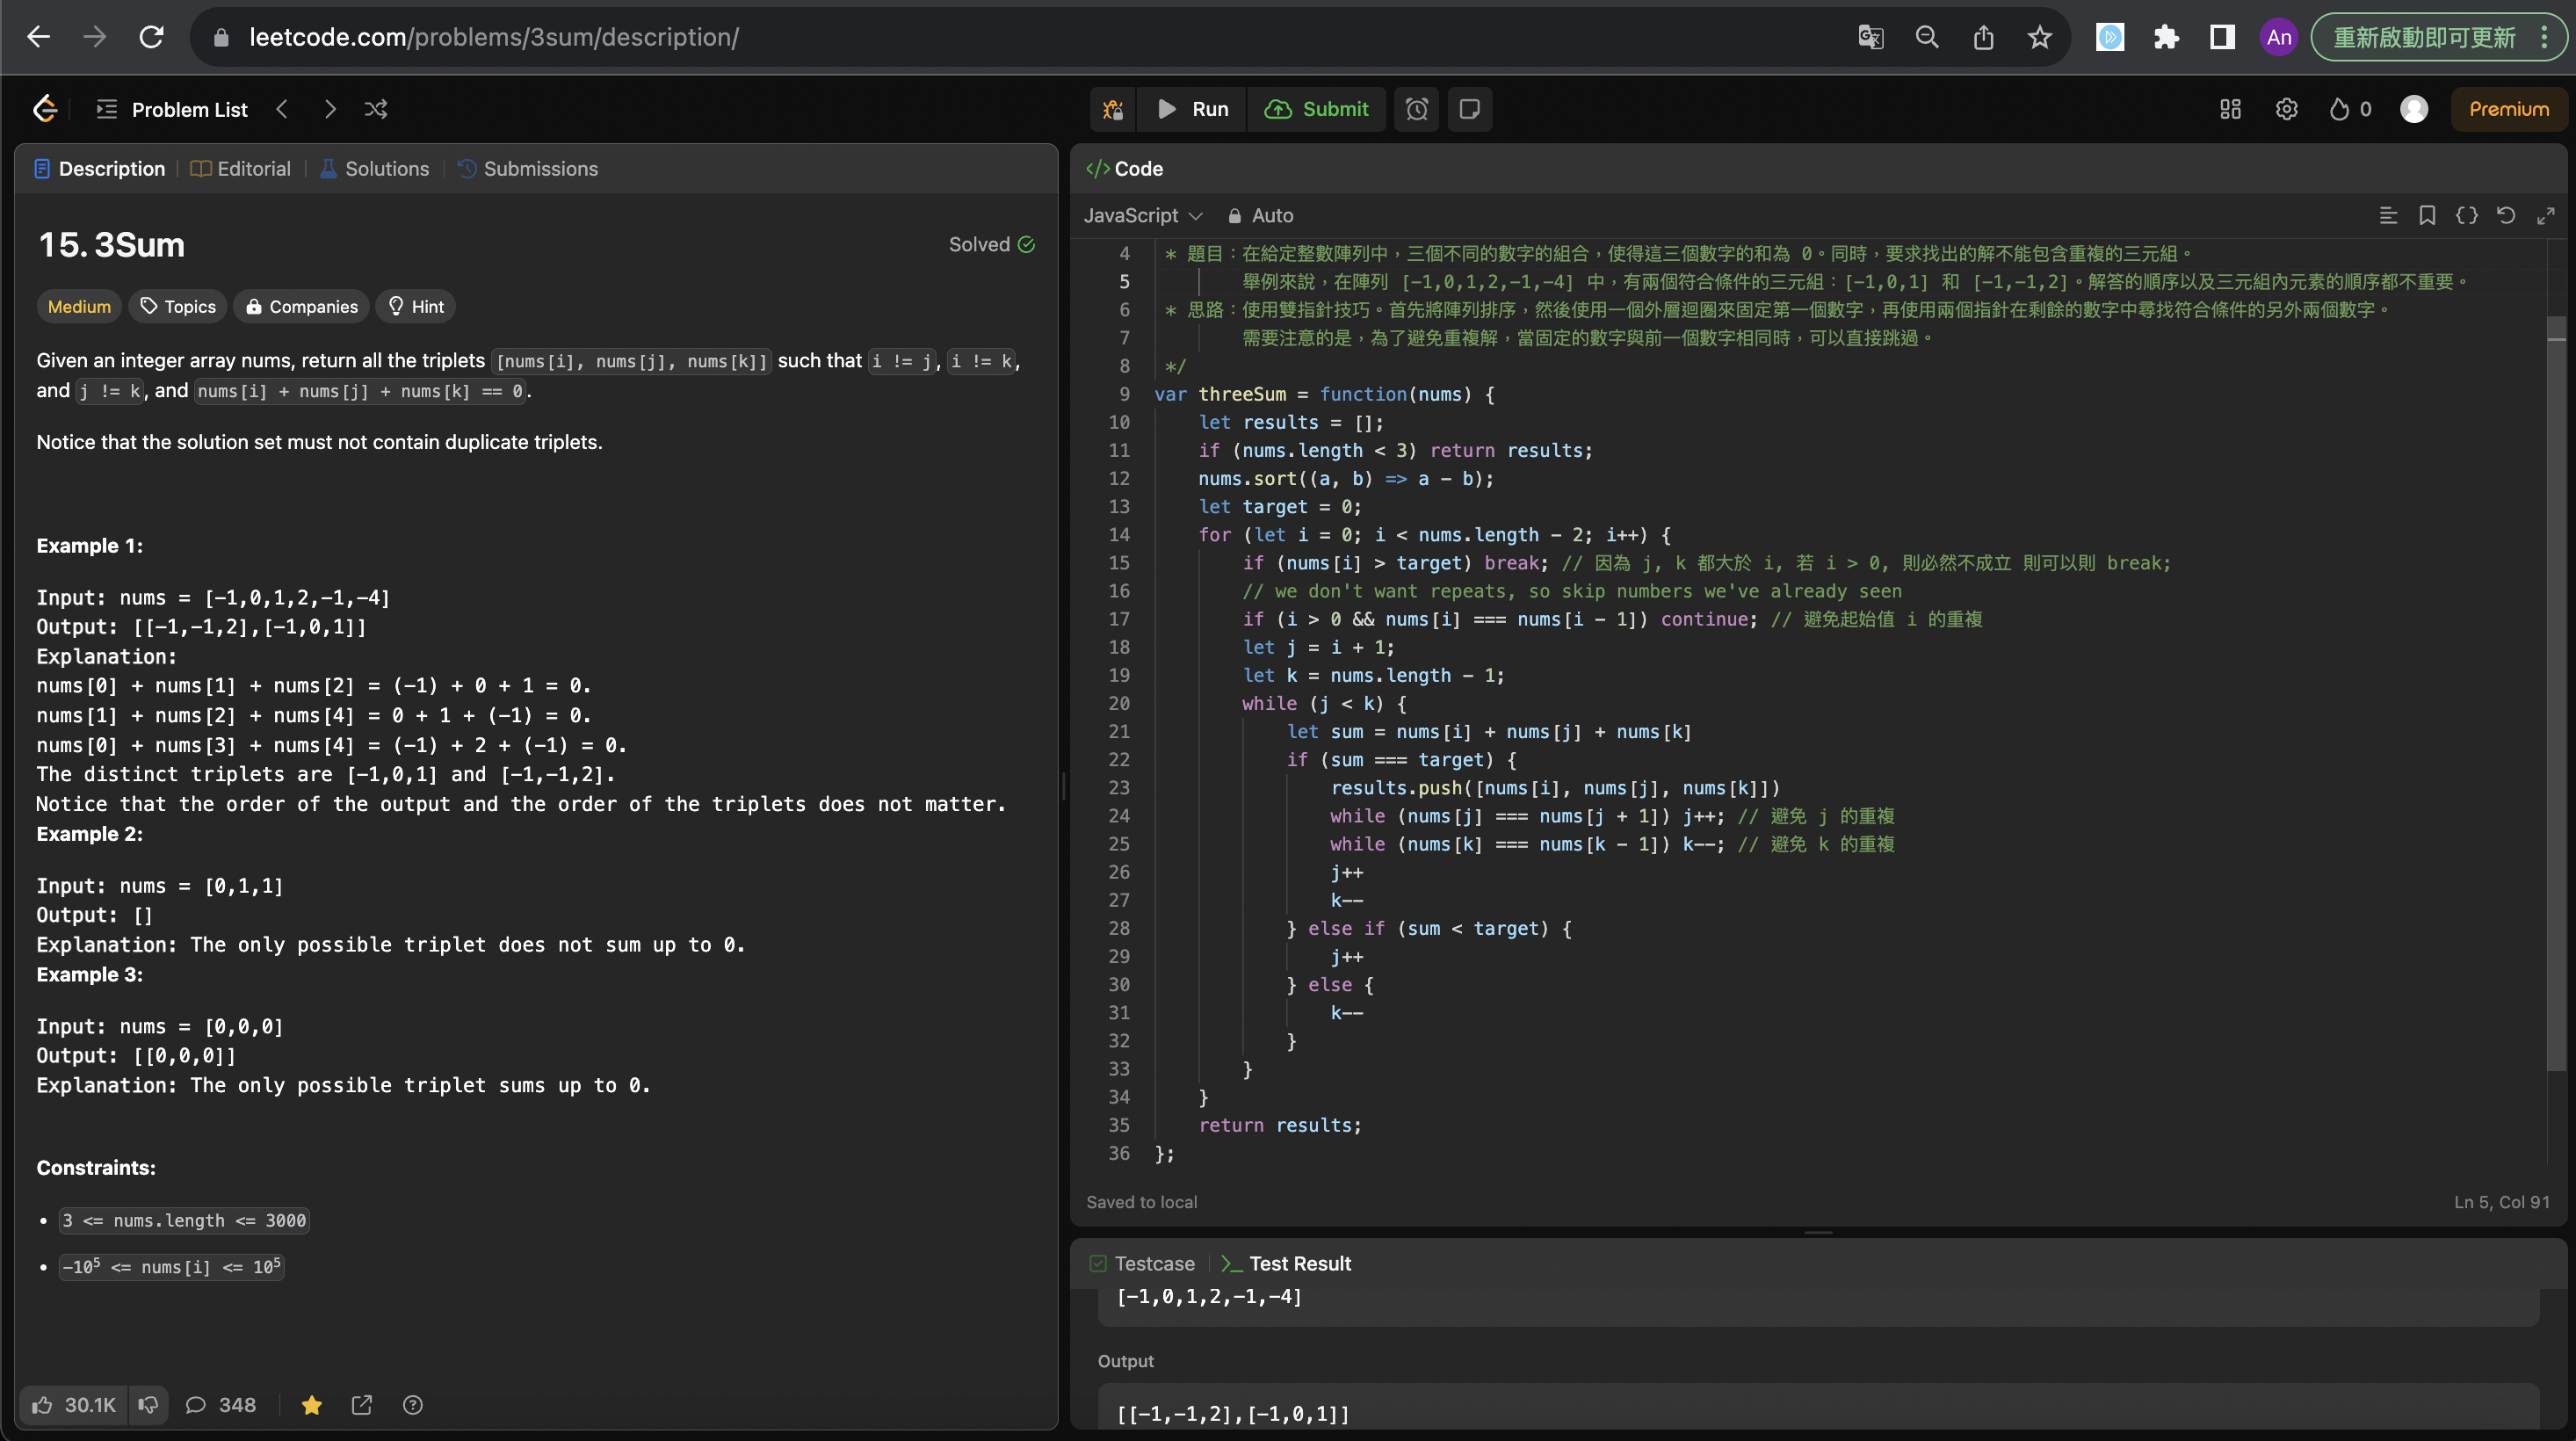 leetcode.com/problems/3sum/description/
An
重新啟動即可更新
Problem List
Run
Submit
0
Premium
Description
Editorial
Solutions
Submissions
15. 3Sum
Solved
Medium
Topics
Companies
Hint
Given an integer array nums, return all the triplets [nums[i], nums[j], nums[k]] such that i != j, i != k,
and j != k, and nums[i] + nums[j] + nums[k] == 0.
Notice that the solution set must not contain duplicate triplets.
Example 1:
Input: nums = [-1,0,1,2,-1,-4]
Output: [[-1,-1,2],[-1,0,1]]
Explanation:
nums[0] + nums[1] + nums[2] = (-1) + 0 + 1 = 0.
nums[1] + nums[2] + nums[4] = 0 + 1 + (-1) = 0.
nums[0] + nums[3] + nums[4] = (-1) + 2 + (-1) = 0.
The distinct triplets are [-1,0,1] and [-1,-1,2].
Notice that the order of the output and the order of the triplets does not matter.
Example 2:
Input: nums = [0,1,1]
Output: []
Explanation: The only possible triplet does not sum up to 0.
Example 3:
Input: nums = [0,0,0]
Output: [[0,0,0]]
Explanation: The only possible triplet sums up to 0.
Constraints:
• 3 <= nums.length <= 3000
• -10⁵ <= nums[i] <= 10⁵
30.1K
348
</> Code
JavaScript
Auto
4 * 題目：在給定整數陣列中，三個不同的數字的組合，使得這三個數字的和為 0。同時，要求找出的解不能包含重複的三元組。
5 舉例來說，在陣列 [-1,0,1,2,-1,-4] 中，有兩個符合條件的三元組：[-1,0,1] 和 [-1,-1,2]。解答的順序以及三元組內元素的順序都不重要。
6 * 思路：使用雙指針技巧。首先將陣列排序，然後使用一個外層迴圈來固定第一個數字，再使用兩個指針在剩餘的數字中尋找符合條件的另外兩個數字。
7 需要注意的是，為了避免重複解，當固定的數字與前一個數字相同時，可以直接跳過。
8 */
9 var threeSum = function(nums) {
10 let results = [];
11 if (nums.length < 3) return results;
12 nums.sort((a, b) => a - b);
13 let target = 0;
14 for (let i = 0; i < nums.length - 2; i++) {
15 if (nums[i] > target) break; // 因為 j, k 都大於 i, 若 i > 0, 則必然不成立 則可以則 break;
16 // we don't want repeats, so skip numbers we've already seen
17 if (i > 0 && nums[i] === nums[i - 1]) continue; // 避免起始值 i 的重複
18 let j = i + 1;
19 let k = nums.length - 1;
20 while (j < k) {
21 let sum = nums[i] + nums[j] + nums[k]
22 if (sum === target) {
23 results.push([nums[i], nums[j], nums[k]])
24 while (nums[j] === nums[j + 1]) j++; // 避免 j 的重複
25 while (nums[k] === nums[k - 1]) k--; // 避免 k 的重複
26 j++
27 k--
28 } else if (sum < target) {
29 j++
30 } else {
31 k--
32 }
33 }
34 }
35 return results;
36 };
Saved to local
Ln 5, Col 91
Testcase
Test Result
[-1,0,1,2,-1,-4]
Output
[[-1,-1,2],[-1,0,1]]